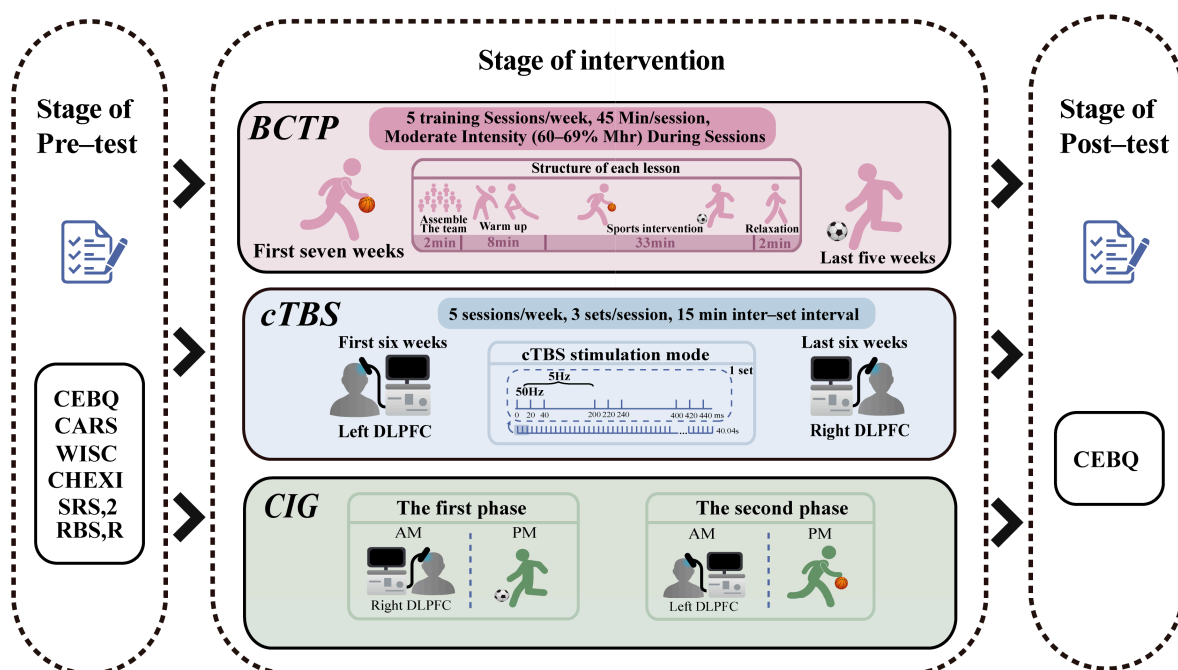 Stage of
Pre–test
CEBQ
CARS
WISC
CHEXI
SRS,2
RBS,R
Stage of intervention
BCTP
5 training Sessions/week, 45 Min/session,
Moderate Intensity (60–69% Mhr) During Sessions
Structure of each lesson
Assemble
The team
Warm up
Sports intervention
Relaxation
2min
8min
33min
2min
First seven weeks
Last five weeks
cTBS
5 sessions/week, 3 sets/session, 15 min inter–set interval
First six weeks
Left DLPFC
cTBS stimulation mode
1 set
5Hz
50Hz
0 20 40 200 220 240 400 420 440 ms
...
40.04s
Last six weeks
Right DLPFC
CIG
The first phase
AM
PM
Right DLPFC
The second phase
AM
PM
Left DLPFC
Stage of
Post–test
CEBQ